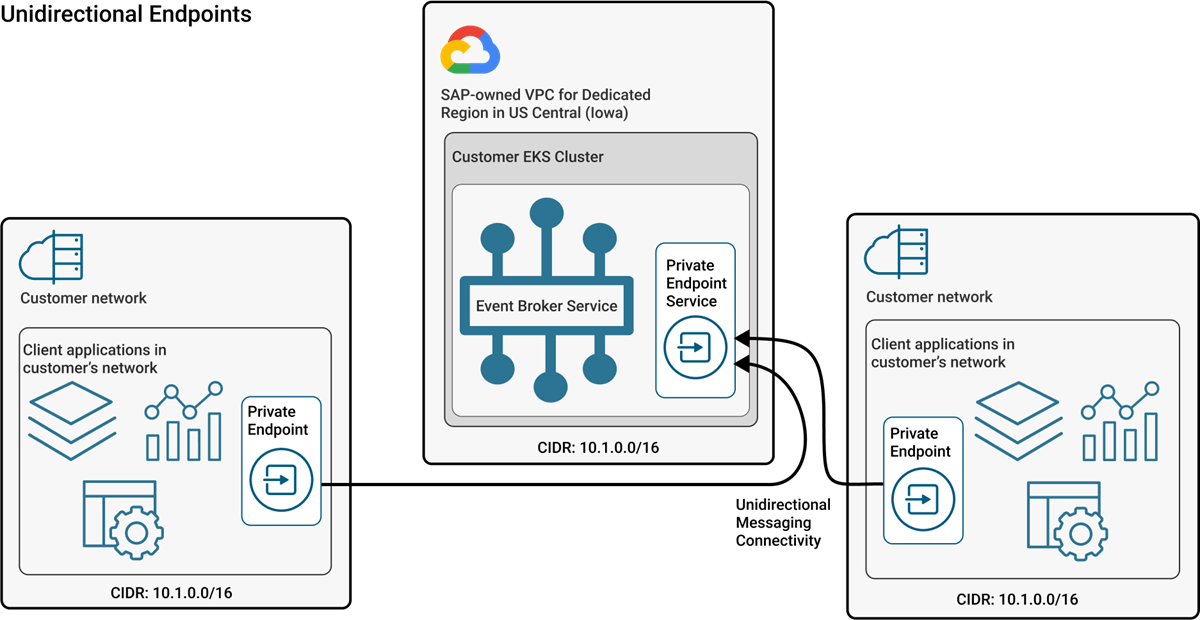 Unidirectional Endpoints
SAP-owned VPC for Dedicated
Region in US Central (Iowa)
Customer EKS Cluster
Event Broker Service
Private
Endpoint
Service
CIDR: 10.1.0.0/16
Customer network
Client applications in
customer’s network
Private
Endpoint
CIDR: 10.1.0.0/16
Unidirectional
Messaging
Connectivity
Customer network
Client applications in
customer’s network
Private
Endpoint
CIDR: 10.1.0.0/16